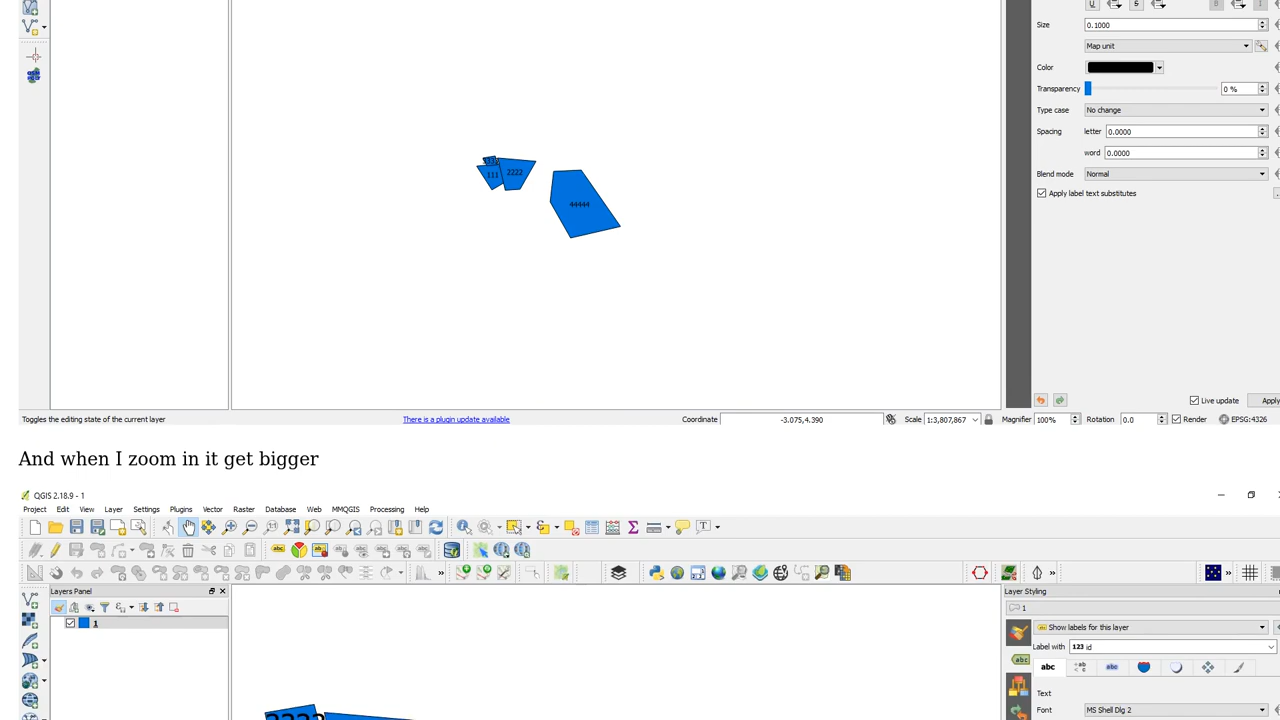 Size
0.1000
Map unit
Color
Transparency
0 %
Type case
No change
Spacing
letter
0.0000
word
0.0000
Blend mode
Normal
Apply label text substitutes
111
2222
44444
Live update
Apply
Toggles the editing state of the current layer
There is a plugin update available
Coordinate
-3.075,4.390
Scale
1:3,807,867
Magnifier
100%
Rotation
0.0
Render
EPSG:4326
And when I zoom in it get bigger
QGIS 2.18.9 - 1
Project Edit View Layer Settings Plugins Vector Raster Database Web MMQGIS Processing Help
Layers Panel
1
Layer Styling
1
Show labels for this layer
Label with
123 id
abc
Text
Font
MS Shell Dlg 2